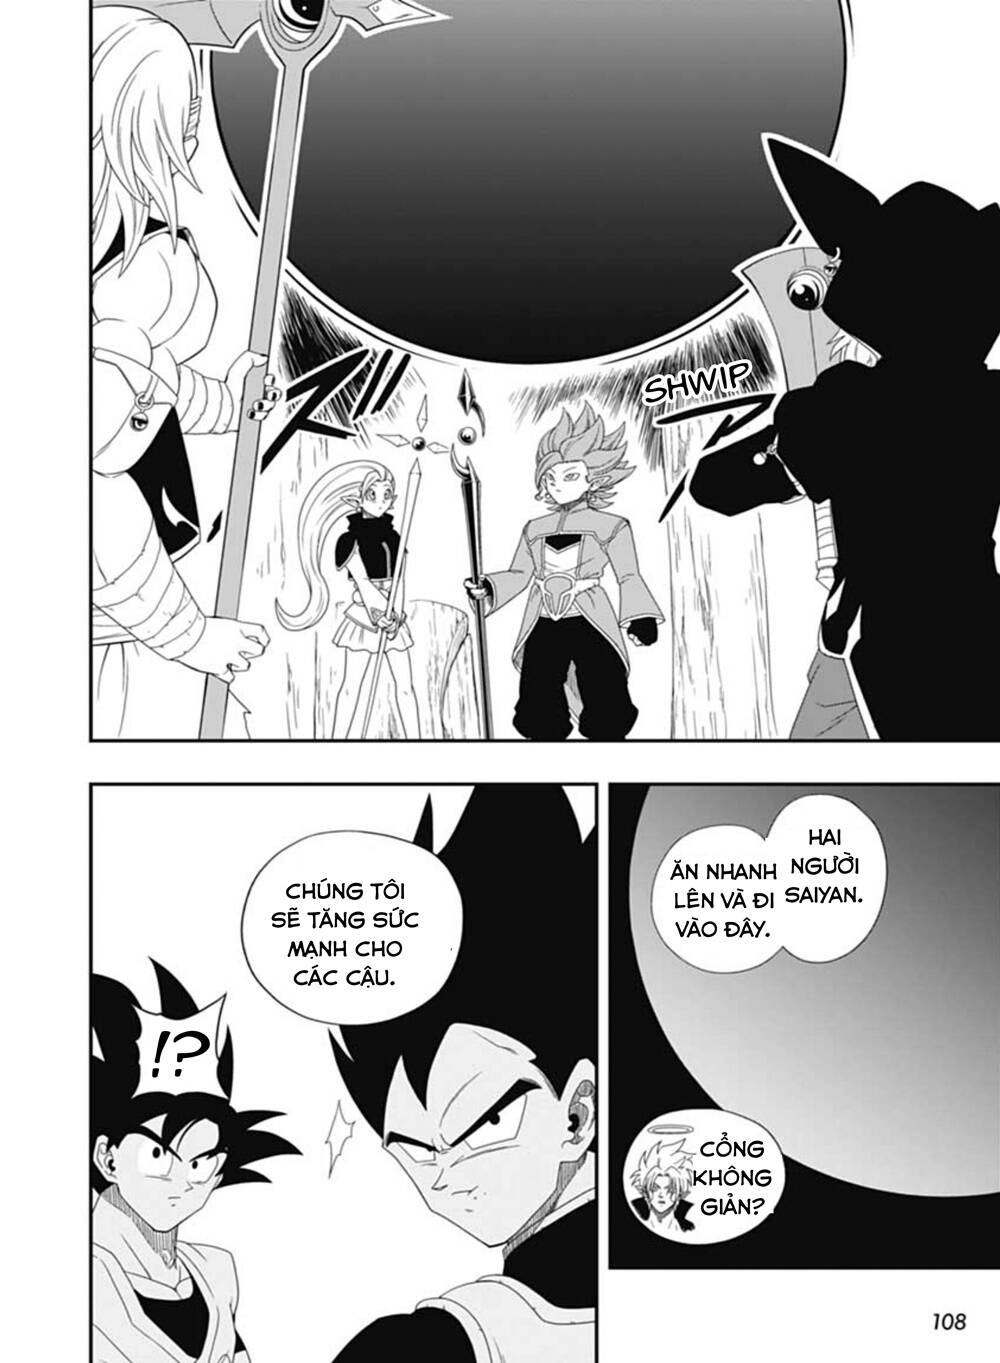 SHWIP
HAI
NGƯỜI
SAIYAN.
ĂN NHANH
LÊN VÀ ĐI
VÀO ĐÂY.
CỔNG
KHÔNG
GIẢN?
CHÚNG TÔI
SẼ TĂNG SỨC
MẠNH CHO
CÁC CẬU.
!?
108